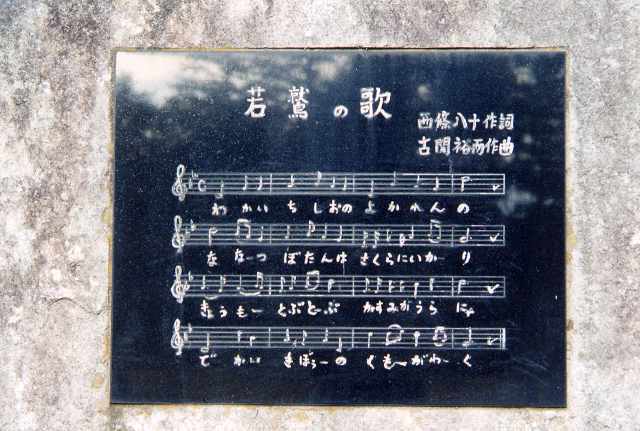 若鷲の歌
西條八十作詞
古関裕而作曲
わかい ちしおの よかれんの
なな一つ ぼたんは さくらにいかーり
きょうもー とぶとーぶ かすみがうらに
でかい きぼうーの くもーがわーく